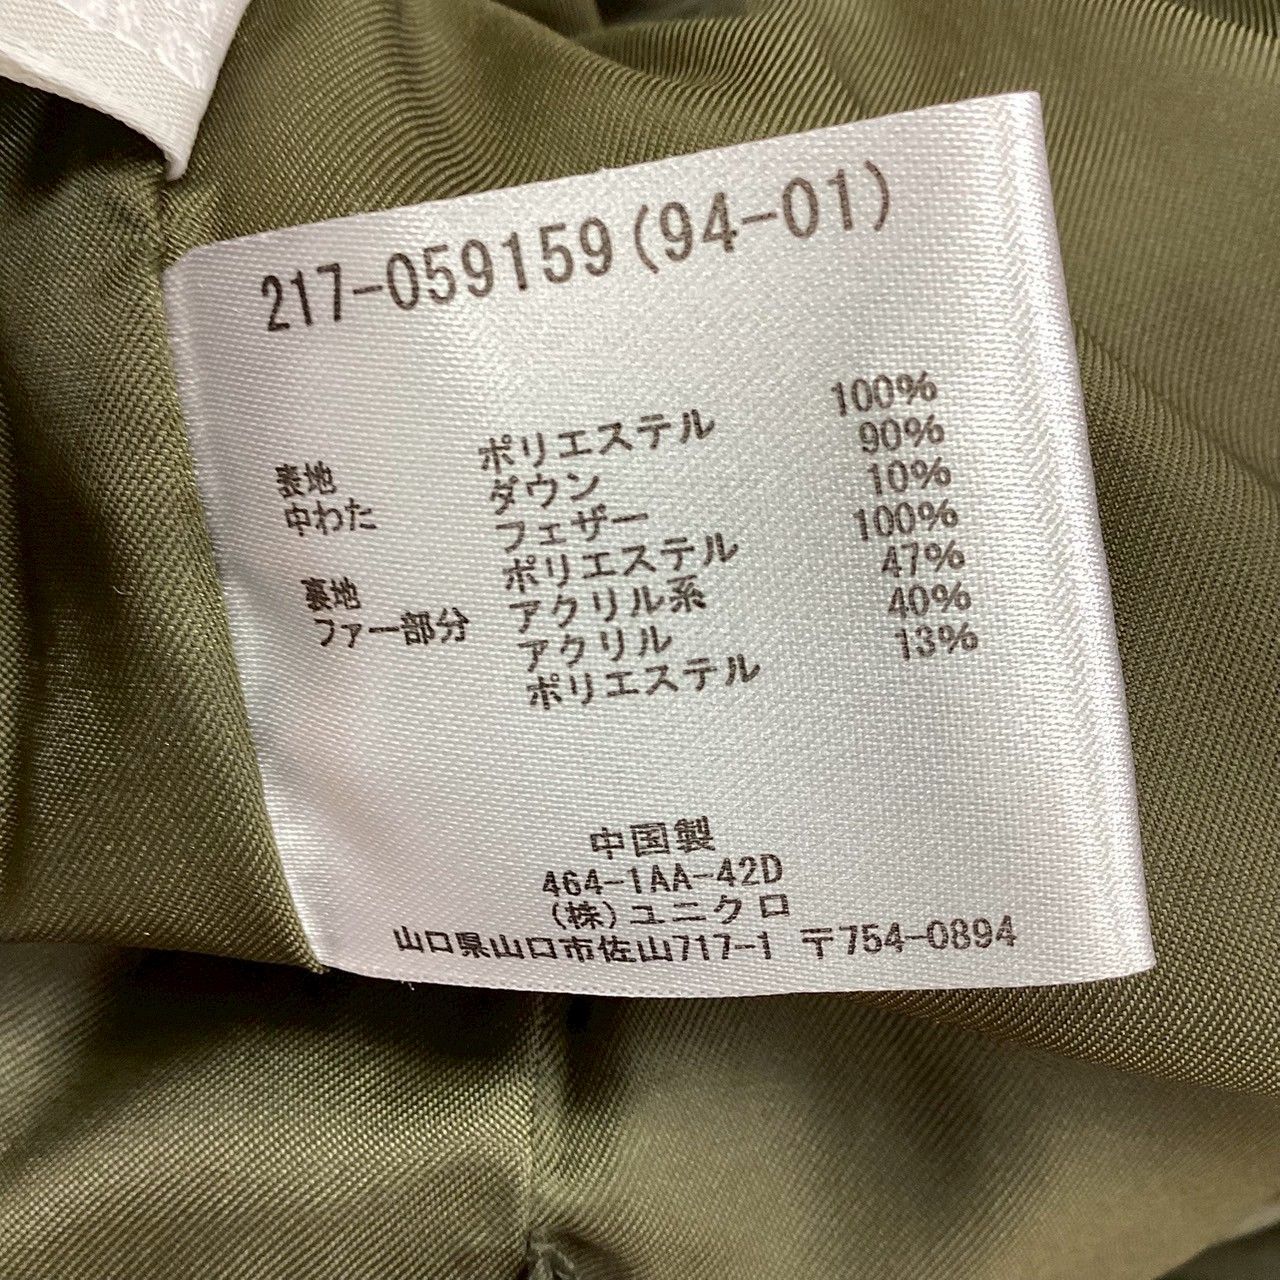 217-059159(94-01)
表地 ポリエステル 100%
中わた ダウン 90%
フェザー 10%
裏地 ポリエステル 100%
ファー部分 アクリル系 47%
アクリル 40%
ポリエステル 13%
中国製
464-1AA-42D
(株)ユニクロ
山口県山口市佐山717-1 〒754-0894